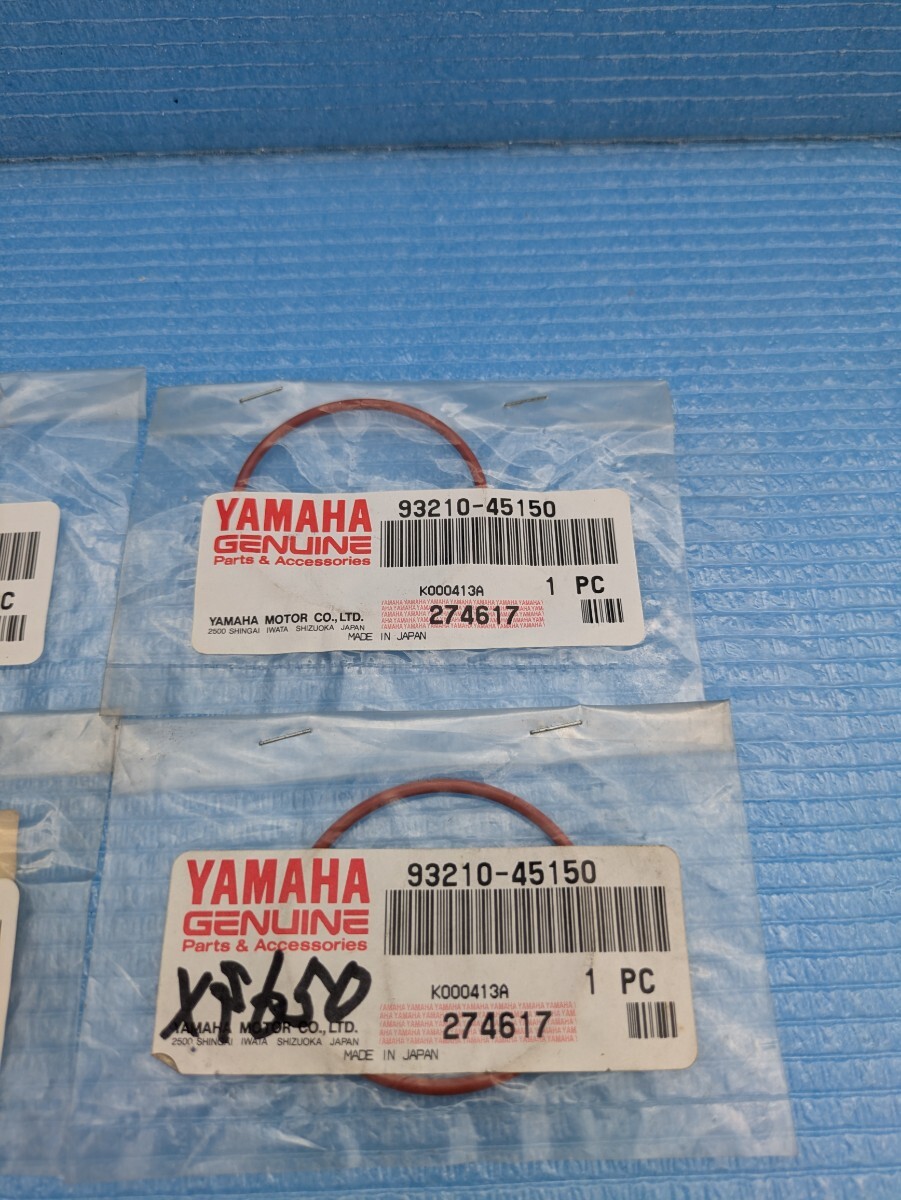 C
YAMAHA
GENUINE
Parts & Accessories
93210-45150
K000413A
1 PC
274617
YAMAHA MOTOR CO.,LTD.
2500 SHINGAI IWATA SHIZUOKA JAPAN
MADE IN JAPAN
YAMAHA
GENUINE
Parts & Accessories
93210-45150
K000413A
1 PC
274617
YAMAHA MOTOR CO.,LTD.
2500 SHINGAI IWATA SHIZUOKA JAPAN
MADE IN JAPAN